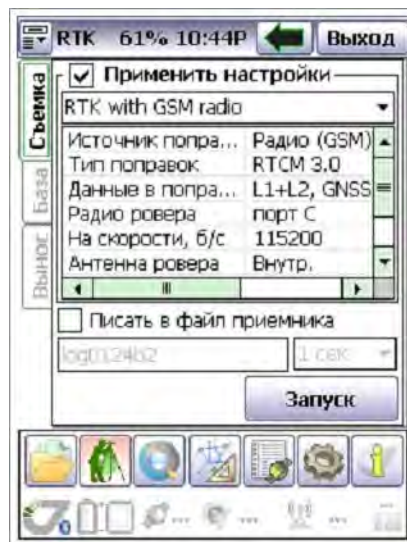 RTK 61% 10:44P Выход
Съемка
База
Вынос
Применить настройки
RTK with GSM radio
Источник попра... Радио (GSM)
Тип поправок RTCM 3.0
Данные в попра... L1+L2, GNSS
Радио ровера порт C
На скорости, б/с 115200
Антенна ровера Внутр.
Писать в файл приемника
log0124b2 1 сек
Запуск
... ... ...